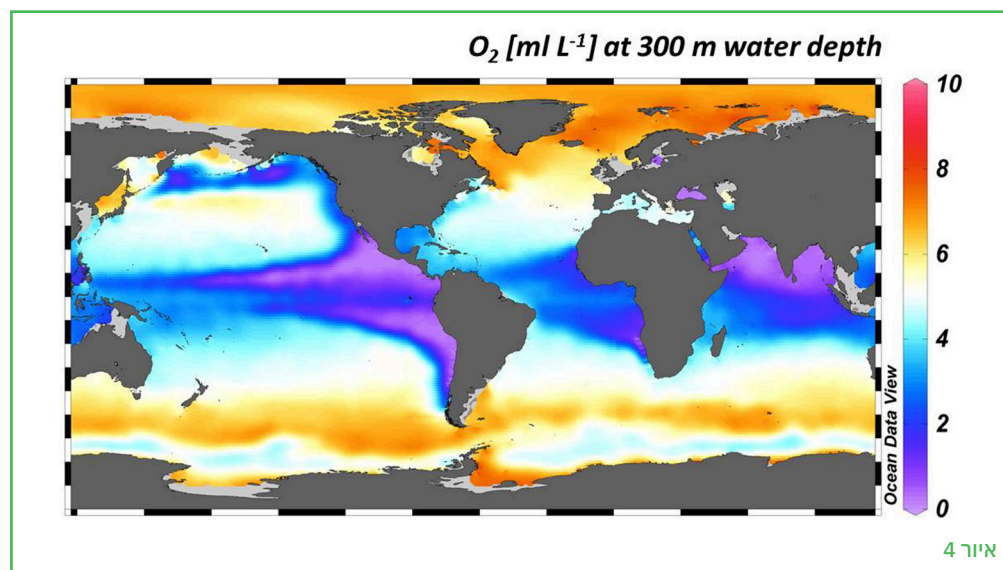 O₂ [ml L⁻¹] at 300 m water depth
10
8
6
4
2
0
Ocean Data View
איור 4